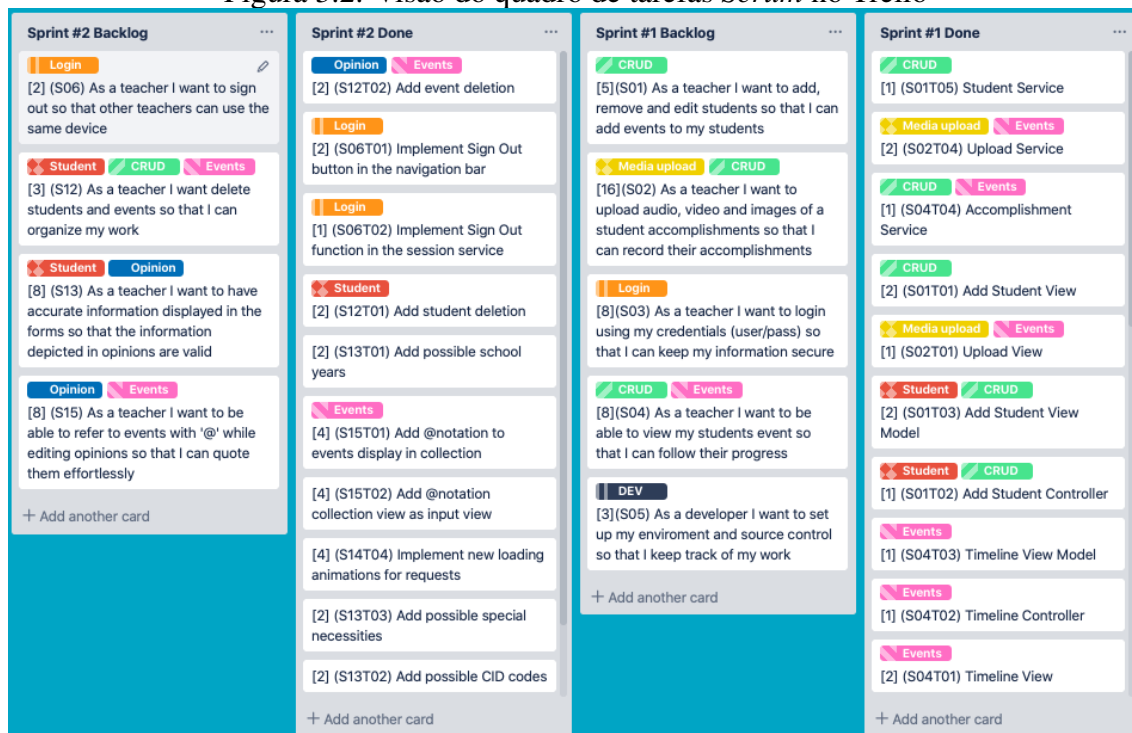 Figura 3.2: Visão do quadro de tarefas Scrum no Trello
Sprint #2 Backlog
Login
[2] (S06) As a teacher I want to sign
out so that other teachers can use the
same device
Student CRUD Events
[3] (S12) As a teacher I want delete
students and events so that I can
organize my work
Student Opinion
[8] (S13) As a teacher I want to have
accurate information displayed in the
forms so that the information
depicted in opinions are valid
Opinion Events
[8] (S15) As a teacher I want to be
able to refer to events with '@' while
editing opinions so that I can quote
them effortlessly
+ Add another card
Sprint #2 Done
Opinion Events
[2] (S12T02) Add event deletion
Login
[2] (S06T01) Implement Sign Out
button in the navigation bar
Login
[1] (S06T02) Implement Sign Out
function in the session service
Student
[2] (S12T01) Add student deletion
[2] (S13T01) Add possible school
years
Events
[4] (S15T01) Add @notation to
events display in collection
[4] (S15T02) Add @notation
collection view as input view
[4] (S14T04) Implement new loading
animations for requests
[2] (S13T03) Add possible special
necessities
[2] (S13T02) Add possible CID codes
+ Add another card
Sprint #1 Backlog
CRUD
[5](S01) As a teacher I want to add,
remove and edit students so that I can
add events to my students
Media upload CRUD
[16](S02) As a teacher I want to
upload audio, video and images of a
student accomplishments so that I
can record their accomplishments
Login
[8](S03) As a teacher I want to login
using my credentials (user/pass) so
that I can keep my information secure
CRUD Events
[8](S04) As a teacher I want to be
able to view my students event so
that I can follow their progress
DEV
[3](S05) As a developer I want to set
up my enviroment and source control
so that I keep track of my work
+ Add another card
Sprint #1 Done
CRUD
[1] (S01T05) Student Service
Media upload Events
[2] (S02T04) Upload Service
CRUD Events
[1] (S04T04) Accomplishment
Service
CRUD
[2] (S01T01) Add Student View
Media upload Events
[1] (S02T01) Upload View
Student CRUD
[2] (S01T03) Add Student View
Model
Student CRUD
[1] (S01T02) Add Student Controller
Events
[1] (S04T03) Timeline View Model
Events
[1] (S04T02) Timeline Controller
Events
[2] (S04T01) Timeline View
+ Add another card